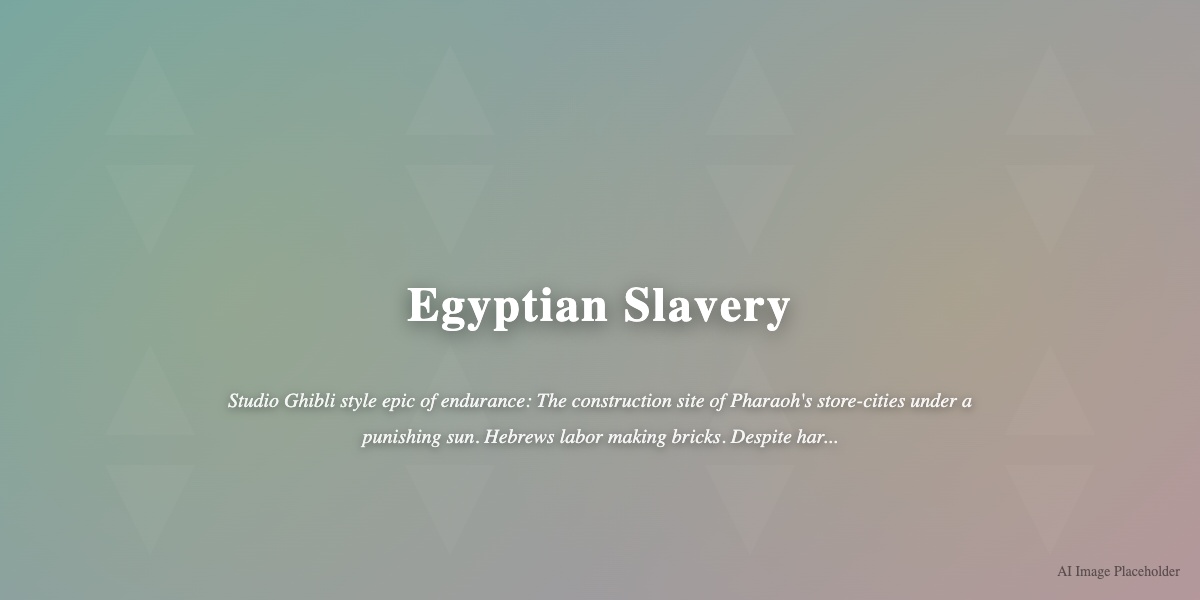 Egyptian Slavery
Studio Ghibli style epic of endurance: The construction site of Pharaoh's store-cities under a
punishing sun. Hebrews labor making bricks. Despite har...
AI Image Placeholder